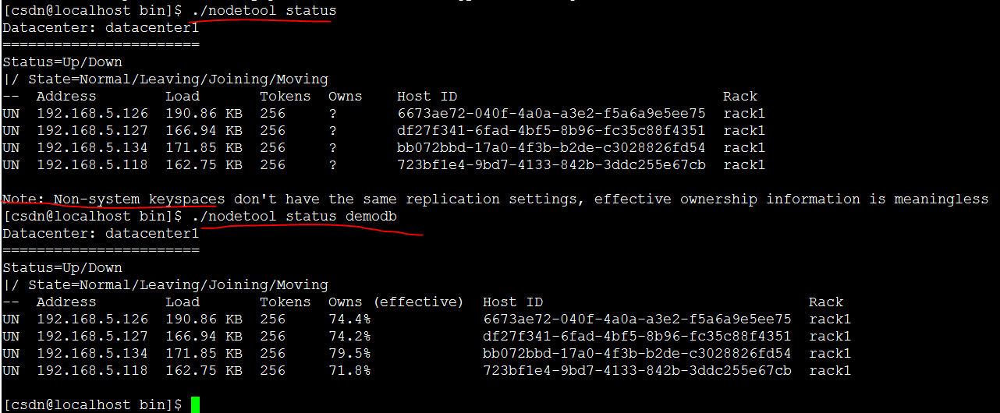 [csdn@localhost bin]$ ./nodetool status
Datacenter: datacenter1
=======================
Status=Up/Down
|/ State=Normal/Leaving/Joining/Moving
--  Address       Load       Tokens  Owns    Host ID                               Rack
UN  192.168.5.126  190.86 KB  256     ?       6673ae72-040f-4a0a-a3e2-f5a6a9e5ee75  rack1
UN  192.168.5.127  166.94 KB  256     ?       df27f341-6fad-4bf5-8b96-fc35c88f4351  rack1
UN  192.168.5.134  171.85 KB  256     ?       bb072bbd-17a0-4f3b-b2de-c3028826fd54  rack1
UN  192.168.5.118  162.75 KB  256     ?       723bf1e4-9bd7-4133-842b-3ddc255e67cb  rack1
Note: Non-system keyspaces don't have the same replication settings, effective ownership information is meaningless
[csdn@localhost bin]$ ./nodetool status demodb
Datacenter: datacenter1
=======================
Status=Up/Down
|/ State=Normal/Leaving/Joining/Moving
--  Address       Load       Tokens  Owns (effective)  Host ID                               Rack
UN  192.168.5.126  190.86 KB  256     74.4%             6673ae72-040f-4a0a-a3e2-f5a6a9e5ee75  rack1
UN  192.168.5.127  166.94 KB  256     74.2%             df27f341-6fad-4bf5-8b96-fc35c88f4351  rack1
UN  192.168.5.134  171.85 KB  256     79.5%             bb072bbd-17a0-4f3b-b2de-c3028826fd54  rack1
UN  192.168.5.118  162.75 KB  256     71.8%             723bf1e4-9bd7-4133-842b-3ddc255e67cb  rack1
[csdn@localhost bin]$